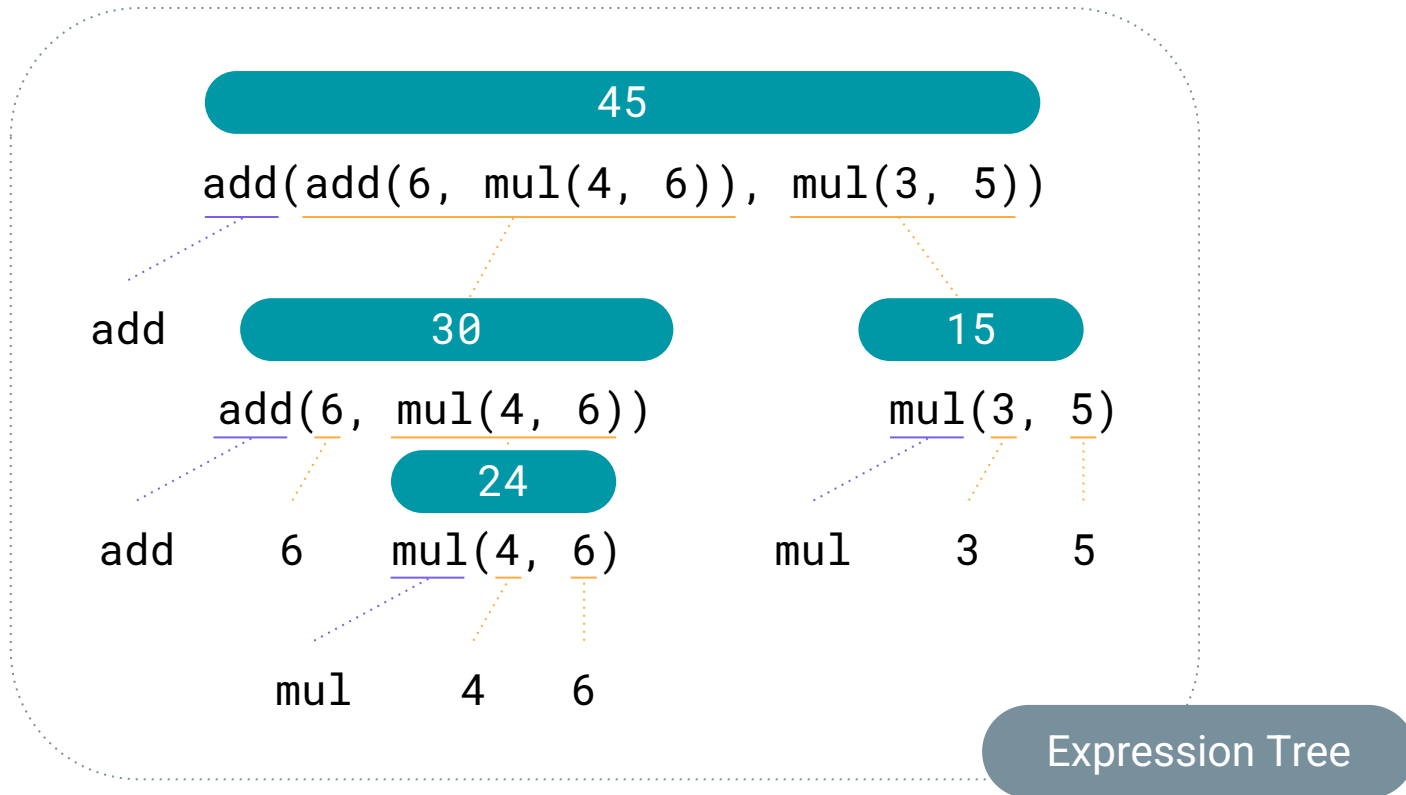 45
add(add(6, mul(4, 6)), mul(3, 5))
add 30 15
add(6, mul(4, 6)) mul(3, 5)
24
add 6 mul(4, 6) mul 3 5
mul 4 6
Expression Tree